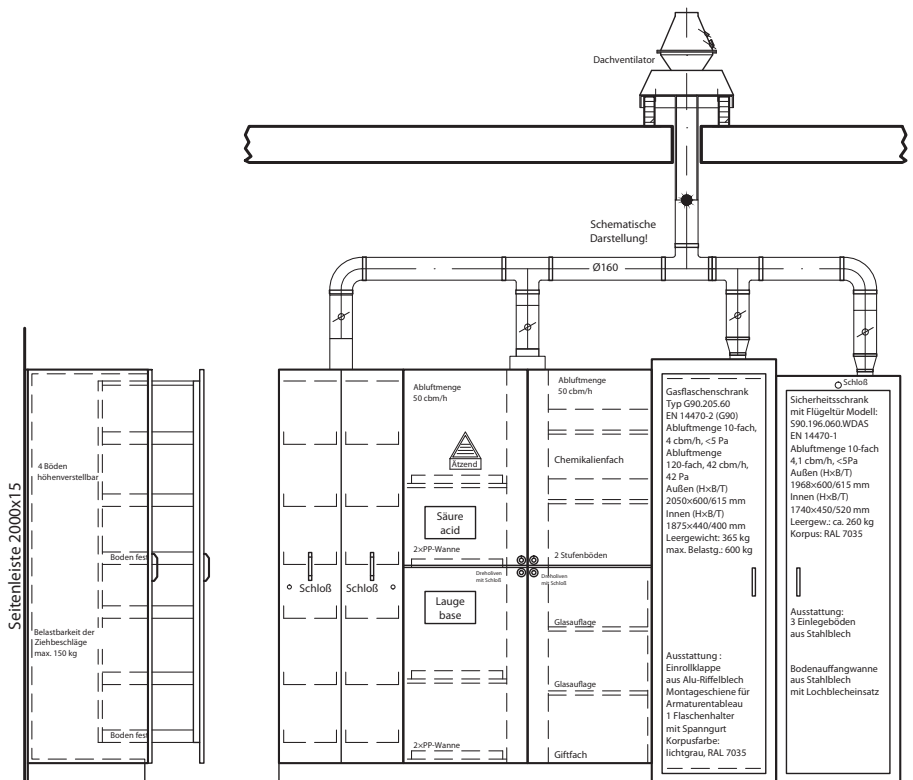 Dachventilator
Schematische
Darstellung!
Ø160
Seitenleiste 2000x15
4 Böden
höhenverstellbar
Boden fest
Belastbarkeit der
Ziehbeschläge
max. 150 kg
Boden fest
Schloß
Schloß
Abluftmenge
50 cbm/h
Ätzend
Säure
acid
2×PP-Wanne
Dreholiven
mit Schloß
Lauge
base
2×PP-Wanne
Abluftmenge
50 cbm/h
Chemikalienfach
2 Stufenböden
Dreholiven
mit Schloß
Glasauflage
Glasauflage
Giftfach
Gasflaschenschrank
Typ G90.205.60
EN 14470-2 (G90)
Abluftmenge 10-fach,
4 cbm/h, <5 Pa
Abluftmenge
120-fach, 42 cbm/h,
42 Pa
Außen (H×B/T)
2050×600/615 mm
Innen (H×B/T)
1875×440/400 mm
Leergewicht: 365 kg
max. Belastg.: 600 kg
Ausstattung :
Einrollklappe
aus Alu-Riffelblech
Montageschiene für
Armaturentableau
1 Flaschenhalter
mit Spanngurt
Korpusfarbe:
lichtgrau, RAL 7035
Schloß
Sicherheitsschrank
mit Flügeltür Modell:
S90.196.060.WDAS
EN 14470-1
Abluftmenge 10-fach
4,1 cbm/h, <5Pa
Außen (H×B/T)
1968×600/615 mm
Innen (H×B/T)
1740×450/520 mm
Leergew.: ca. 260 kg
Korpus: RAL 7035
Ausstattung:
3 Einlegeböden
aus Stahlblech
Bodenauffangwanne
aus Stahlblech
mit Lochblecheinsatz